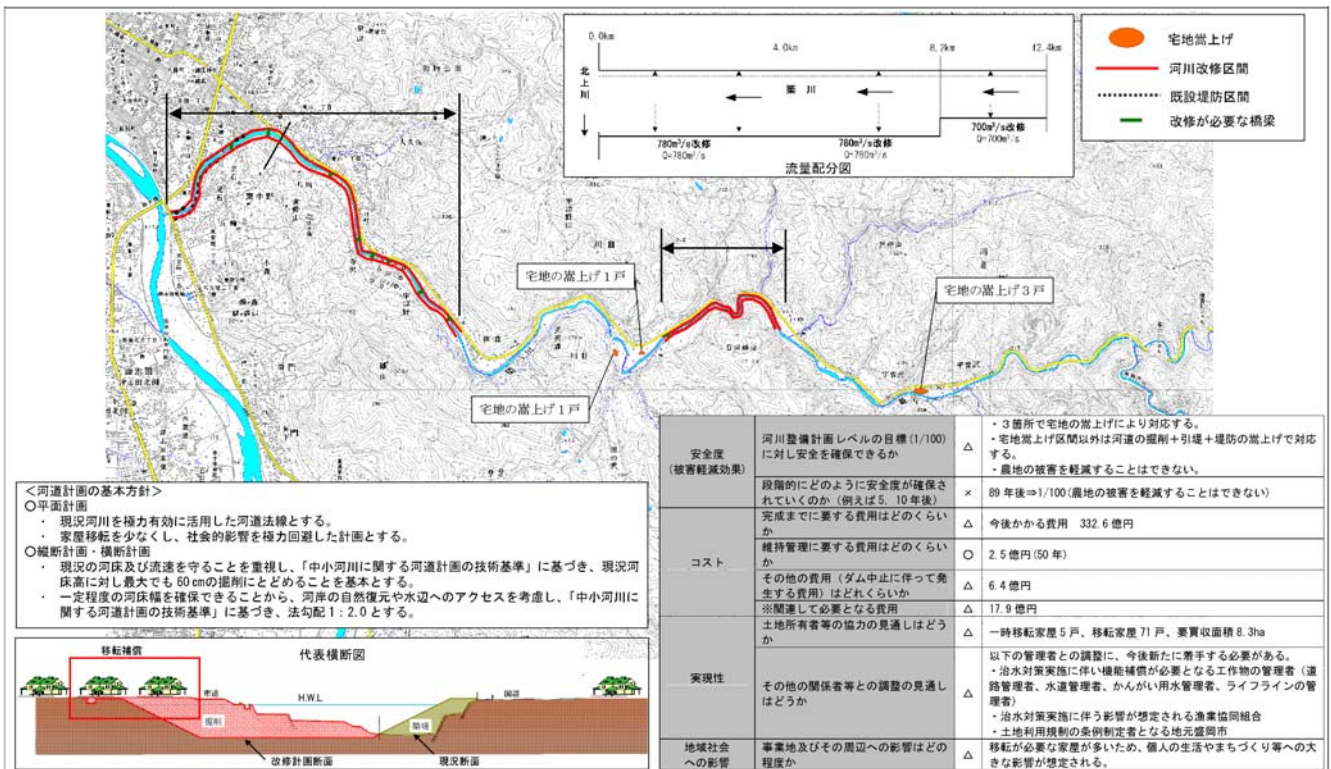 0.0km
4.0km
8.2km
12.4km
北上川
簗川
780m³/s改修
Q=780m³/s
780m³/s改修
Q=780m³/s
700m³/s改修
Q=700m³/s
流量配分図
宅地嵩上げ
河川改修区間
既設堤防区間
改修が必要な橋梁
宅地の嵩上げ1戸
宅地の嵩上げ3戸
宅地の嵩上げ1戸
＜河道計画の基本方針＞
○平面計画
・ 現況河川を極力有効に活用した河道法線とする。
・ 家屋移転を少なくし、社会的影響を極力回避した計画とする。
○縦断計画・横断計画
・ 現況の河床及び流速を守ることを重視し、「中小河川に関する河道計画の技術基準」に基づき、現況河
床高に対し最大でも60cmの掘削にとどめることを基本とする。
・ 一定程度の河床幅を確保できることから、河岸の自然復元や水辺へのアクセスを考慮し、「中小河川に
関する河道計画の技術基準」に基づき、法勾配1：2.0とする。
移転補償
代表横断図
市道
H.W.L
国道
掘削
築堤
改修計画断面
現況断面
安全度
(被害軽減効果)
河川整備計画レベルの目標(1/100)
に対し安全を確保できるか
△
・３箇所で宅地の嵩上げにより対応する。
・宅地嵩上げ区間以外は河道の掘削＋引堤＋堤防の嵩上げで対応
する。
・農地の被害を軽減することはできない。
段階的にどのように安全度が確保さ
れていくのか（例えば5，10年後）
×
89年後⇒1/100(農地の被害を軽減することはできない)
コスト
完成までに要する費用はどのくらい
か
△
今後かかる費用 332.6億円
維持管理に要する費用はどのくらい
か
○
2.5億円(50年)
その他の費用（ダム中止に伴って発
生する費用）はどれくらいか
△
6.4億円
※関連して必要となる費用
△
17.9億円
実現性
土地所有者等の協力の見通しはどう
か
△
一時移転家屋5戸、移転家屋71戸、要買収面積8.3ha
その他の関係者等との調整の見通し
はどうか
△
以下の管理者との調整に、今後新たに着手する必要がある。
・治水対策実施に伴い機能補償が必要となる工作物の管理者（道
路管理者、水道管理者、かんがい用水管理者、ライフラインの管
理者）
・治水対策実施に伴う影響が想定される漁業協同組合
・土地利用規制の条例制定者となる地元盛岡市
地域社会
への影響
事業地及びその周辺への影響はどの
程度か
△
移転が必要な家屋が多いため、個人の生活やまちづくり等への大
きな影響が想定される。